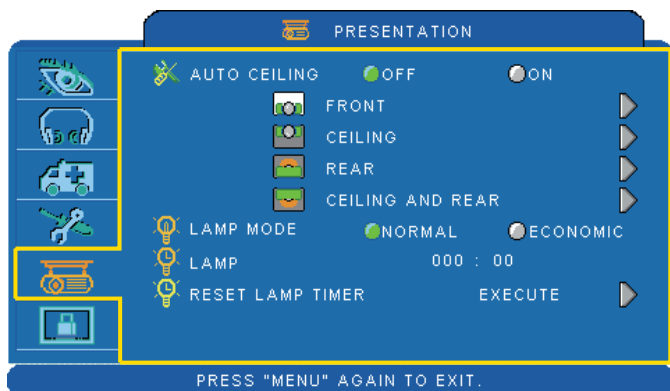 PRESENTATION
AUTO CEILING OFF ON
FRONT
CEILING
REAR
CEILING AND REAR
LAMP MODE NORMAL ECONOMIC
LAMP 000 : 00
RESET LAMP TIMER EXECUTE
PRESS "MENU" AGAIN TO EXIT.